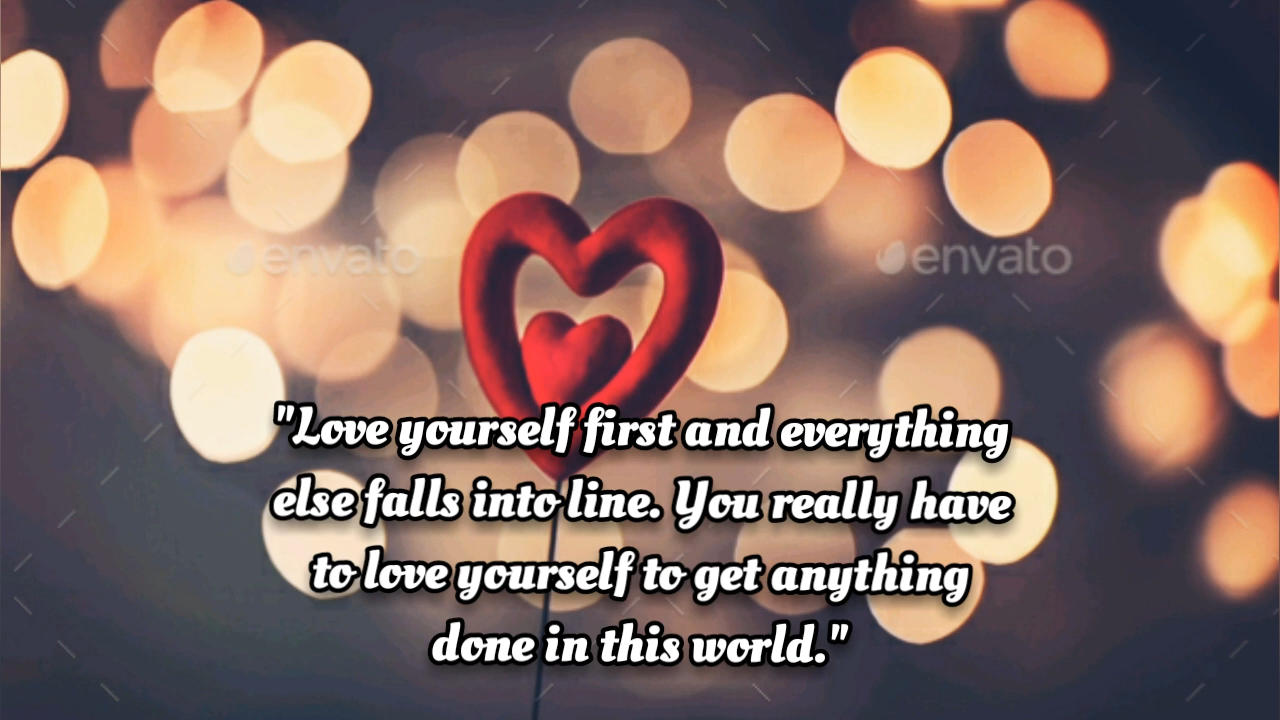 envato envato
"Love yourself first and everything
else falls into line. You really have
to love yourself to get anything
done in this world."